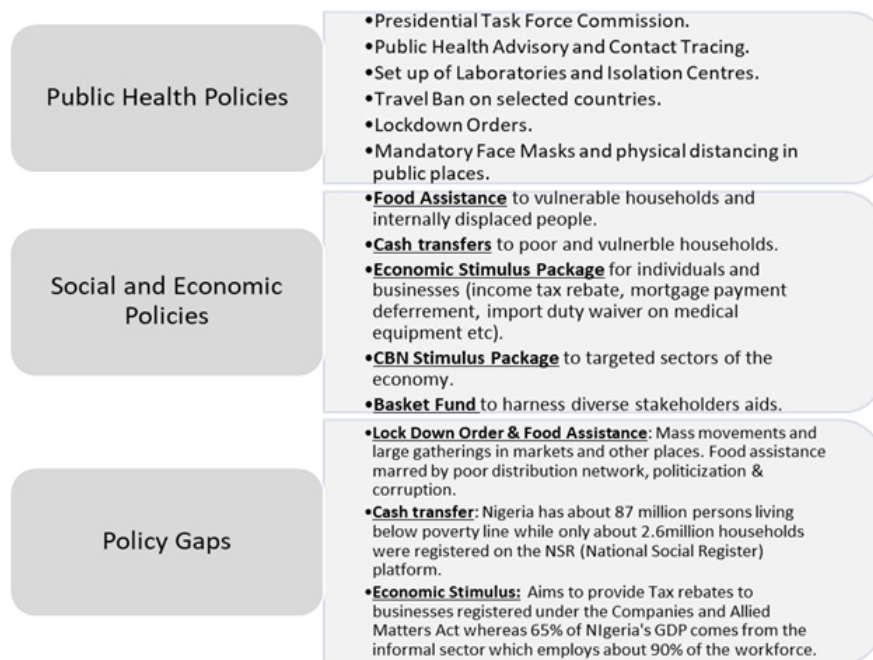 Public Health Policies
•Presidential Task Force Commission.
•Public Health Advisory and Contact Tracing.
•Set up of Laboratories and Isolation Centres.
•Travel Ban on selected countries.
•Lockdown Orders.
•Mandatory Face Masks and physical distancing in
public places.
Social and Economic
Policies
•Food Assistance to vulnerable households and
internally displaced people.
•Cash transfers to poor and vulnerble households.
•Economic Stimulus Package for individuals and
businesses (income tax rebate, mortgage payment
deferrement, import duty waiver on medical
equipment etc).
•CBN Stimulus Package to targeted sectors of the
economy.
•Basket Fund to harness diverse stakeholders aids.
Policy Gaps
•Lock Down Order & Food Assistance: Mass movements and
large gatherings in markets and other places. Food assistance
marred by poor distribution network, politicization &
corruption.
•Cash transfer: Nigeria has about 87 million persons living
below poverty line while only about 2.6million households
were registered on the NSR (National Social Register)
platform.
•Economic Stimulus: Aims to provide Tax rebates to
businesses registered under the Companies and Allied
Matters Act whereas 65% of NIgeria's GDP comes from the
informal sector which employs about 90% of the workforce.